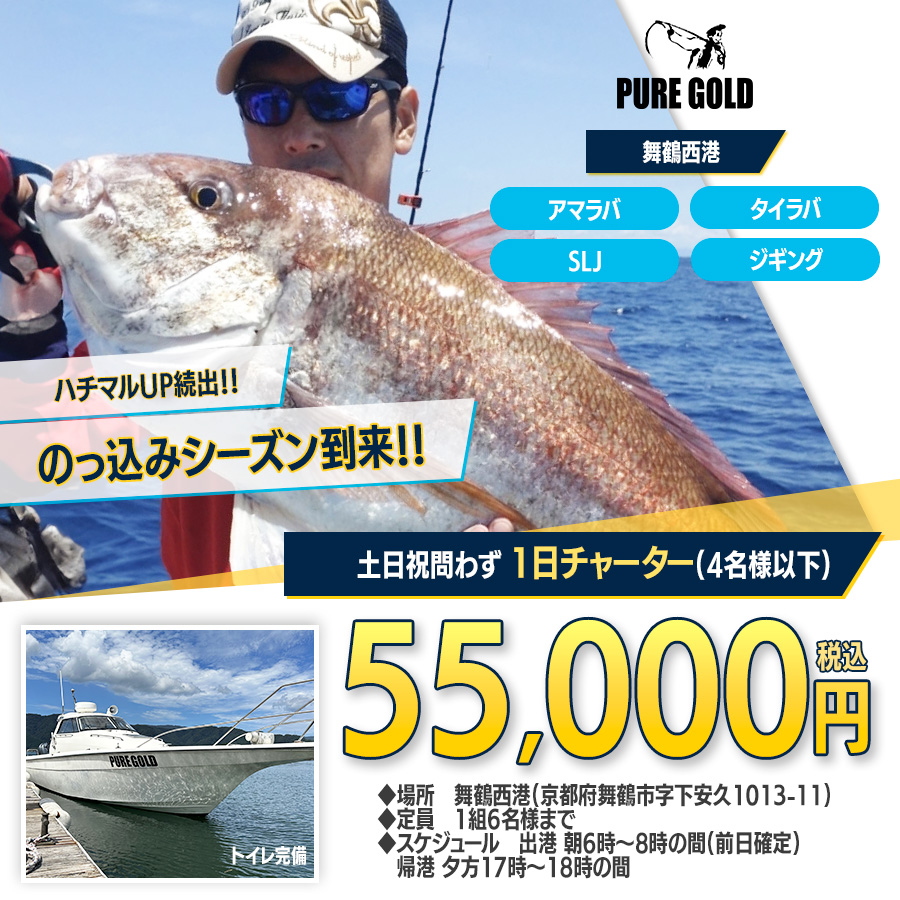 PURE GOLD
舞鶴西港
アマラバ
タイラバ
SLJ
ジギング
ハチマルUP続出!!
のっ込みシーズン到来!!
土日祝問わず 1日チャーター(4名様以下)
55,000円 税込
PURE GOLD
トイレ完備
◆場所　舞鶴西港(京都府舞鶴市字下安久1013-11)
◆定員　1組6名様まで
◆スケジュール　出港 朝6時〜8時の間(前日確定)
帰港 夕方17時〜18時の間